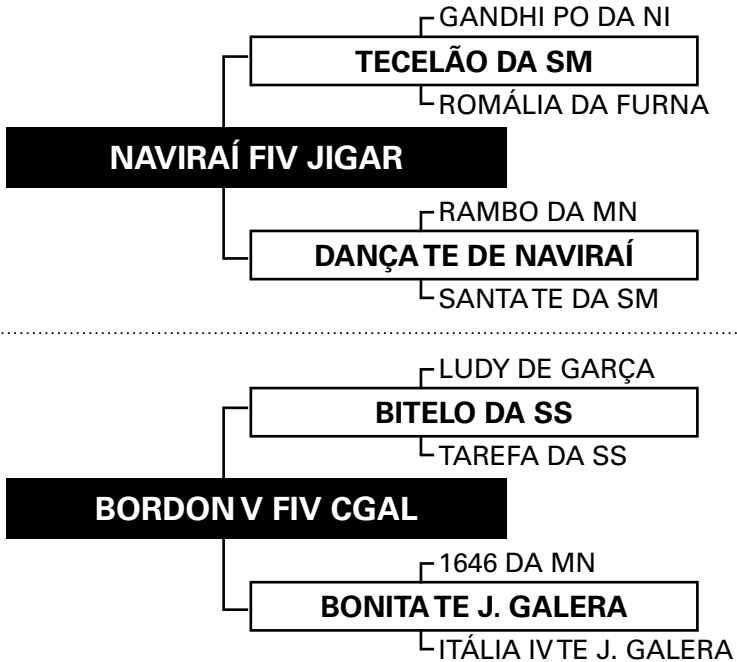 GANDHI PO DA NI
TECELÃO DA SM
ROMÁLIA DA FURNA
NAVIRAÍ FIV JIGAR
RAMBO DA MN
DANÇA TE DE NAVIRAÍ
SANTA TE DA SM
LUDY DE GARÇA
BITELO DA SS
TAREFA DA SS
BORDON V FIV CGAL
1646 DA MN
BONITA TE J. GALERA
ITÁLIA IV TE J. GALERA